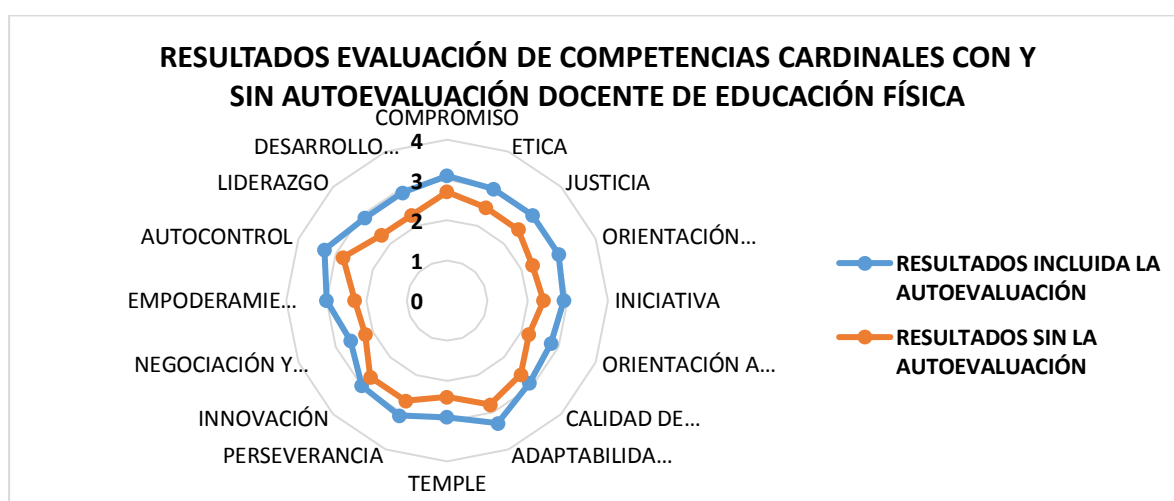 RESULTADOS EVALUACIÓN DE COMPETENCIAS CARDINALES CON Y
SIN AUTOEVALUACIÓN DOCENTE DE EDUCACIÓN FÍSICA
COMPROMISO
ETICA
JUSTICIA
ORIENTACIÓN...
INICIATIVA
ORIENTACIÓN A...
CALIDAD DE...
ADAPTABILIDA...
TEMPLE
PERSEVERANCIA
INNOVACIÓN
NEGOCIACIÓN Y...
EMPODERAMIE...
AUTOCONTROL
LIDERAZGO
DESARROLLO...
4
3
2
1
0
RESULTADOS INCLUIDA LA
AUTOEVALUACIÓN
RESULTADOS SIN LA
AUTOEVALUACIÓN